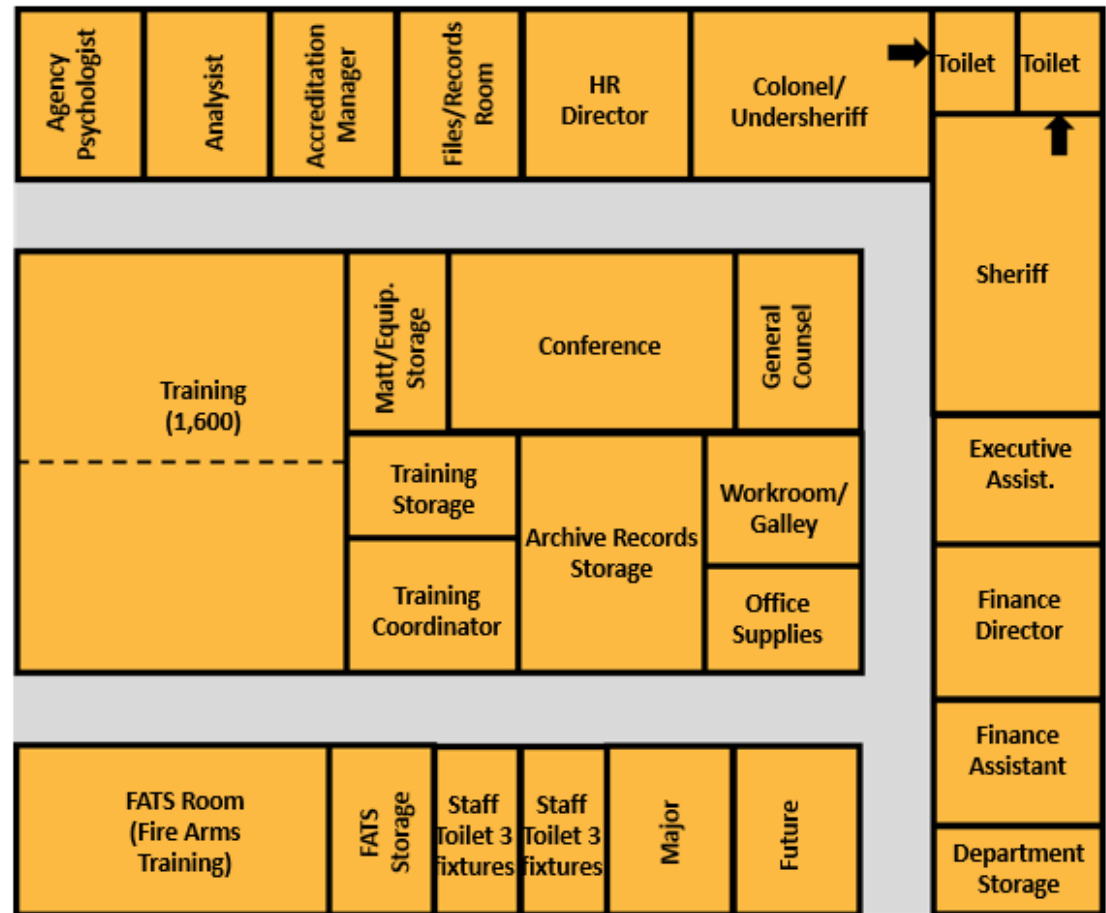 Agency
Psychologist
Analysist
Accreditation
Manager
Files/Records
Room
HR
Director
Colonel/
Undersheriff
Toilet
Toilet
Sheriff
Training
(1,600)
Matt/Equip.
Storage
Conference
General
Counsel
Training
Storage
Training
Coordinator
Archive Records
Storage
Workroom/
Galley
Office
Supplies
Executive
Assist.
Finance
Director
Finance
Assistant
Department
Storage
FATS Room
(Fire Arms
Training)
FATS
Storage
Staff
Toilet 3
fixtures
Staff
Toilet 3
fixtures
Major
Future